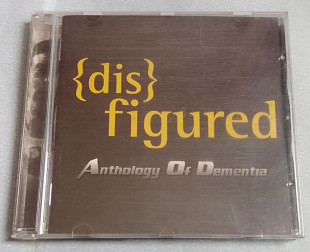 {dis}
figured
Anthology Of Dementia